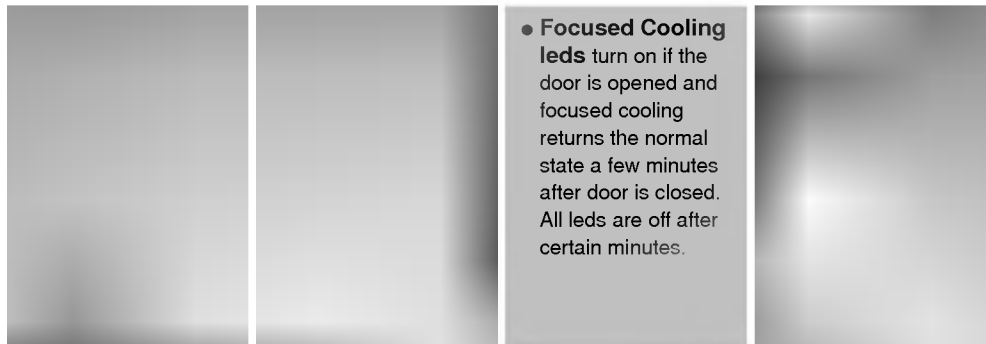 ● Focused Cooling
leds turn on if the
door is opened and
focused cooling
returns the normal
state a few minutes
after door is closed.
All leds are off after
certain minutes.